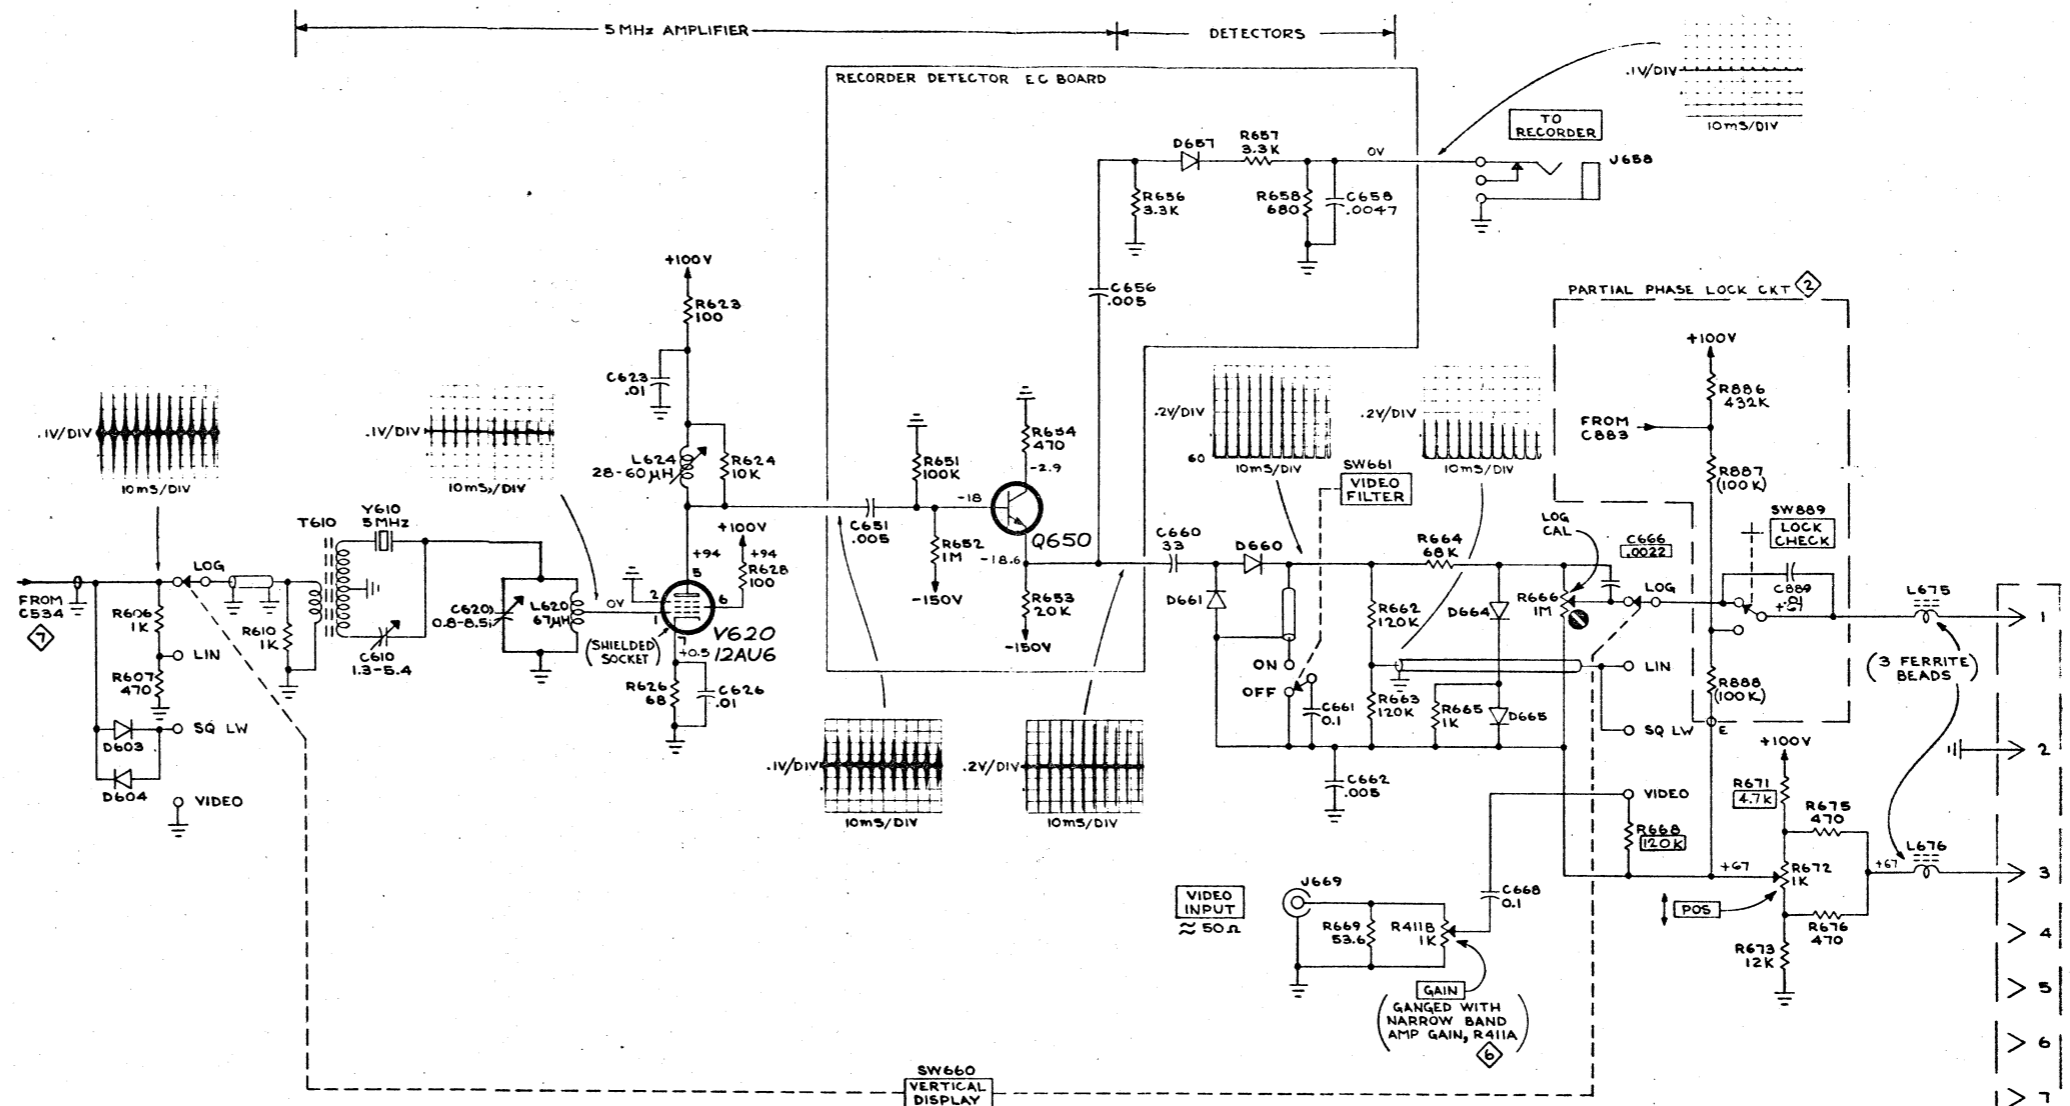 5 MHz AMPLIFIER
DETECTORS
RECORDER DETECTOR EC BOARD
.1V/DIV
10mS/DIV
TO
RECORDER
J658
D657
R657
3.3K
0V
R656
3.3K
R658
680
C658
.0047
+100V
R623
100
C656
.005
PARTIAL PHASE LOCK CKT
2
+100V
R886
432K
FROM
C883
R887
(100K)
C623
.01
.1V/DIV
10mS/DIV
.1V/DIV
10mS/DIV
L624
28-60µH
R624
10K
R651
100K
R654
470
-2.9
-18
.2V/DIV
60
10mS/DIV
.2V/DIV
10mS/DIV
SW661
VIDEO
FILTER
LOG
CAL
C666
.0022
SW889
LOCK
CHECK
T610
Y610
5MHz
+100V
+94
R628
100
C651
.005
R652
1M
-150V
Q650
-18.6
R653
20K
-150V
C660
33
D660
R664
68K
FROM
C534
7
LOG
R606
1K
R610
1K
C610
1.3-5.4
LIN
R607
470
D603
SQ LW
D604
VIDEO
C620
0.8-8.5
L620
67µH
0V
(SHIELDED
SOCKET)
+94
5
2
1
6
7
+0.5
V620
12AU6
R626
68
C626
.01
D661
R662
120K
D664
R666
1M
LOG
C889
.01
+67
L675
1
ON
OFF
C661
0.1
R663
120K
R665
1K
D665
LIN
SQ LW
R888
(100K)
E
(3 FERRITE
BEADS)
.1V/DIV
10mS/DIV
.2V/DIV
10mS/DIV
C662
.005
+100V
2
R671
4.7K
R675
470
VIDEO
R668
120K
+67
R672
1K
+67
L676
3
POS
R676
470
R673
12K
4
5
6
7
VIDEO
INPUT
≈ 50Ω
J669
R669
53.6
R411B
1K
C668
0.1
GAIN
(GANGED WITH
NARROW BAND
AMP GAIN, R411A)
6
SW660
VERTICAL
DISPLAY